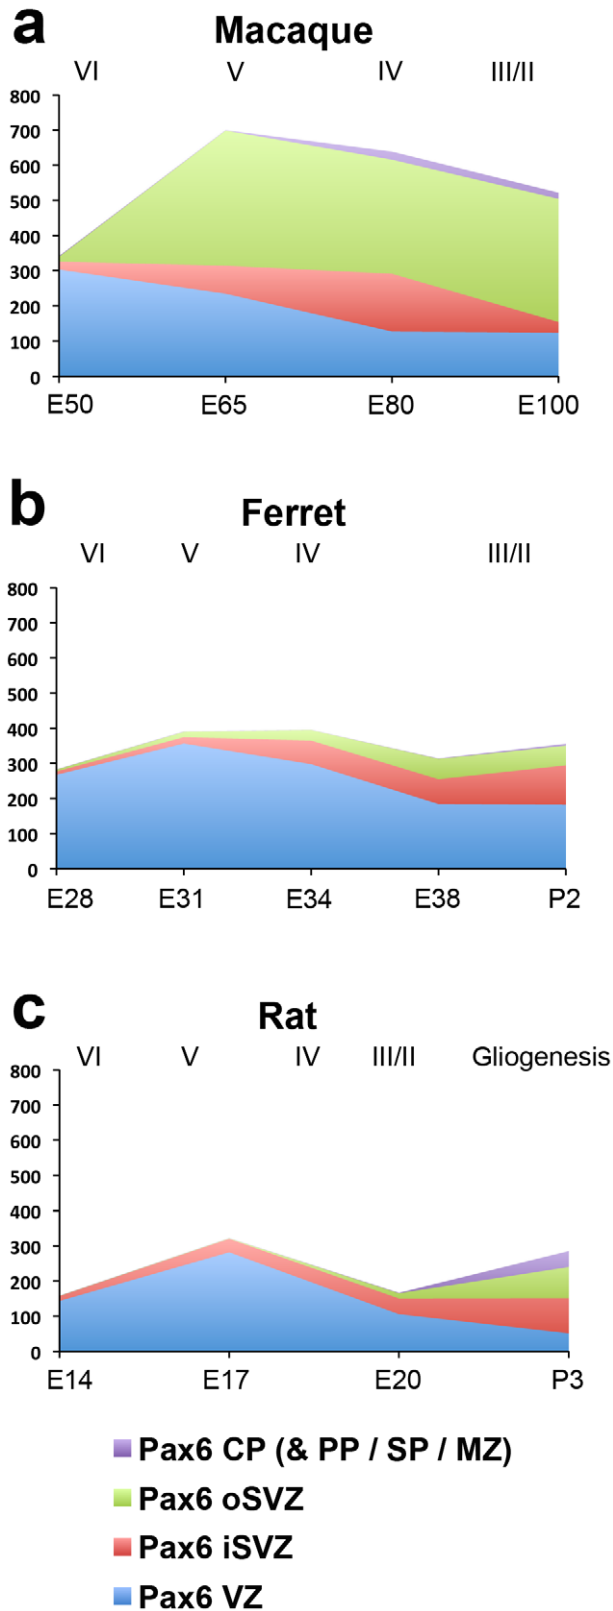 a
Macaque
VI V IV III/II
800
700
600
500
400
300
200
100
0
E50 E65 E80 E100
b
Ferret
VI V IV III/II
800
700
600
500
400
300
200
100
0
E28 E31 E34 E38 P2
c
Rat
VI V IV III/II Gliogenesis
800
700
600
500
400
300
200
100
0
E14 E17 E20 P3
Pax6 CP (& PP / SP / MZ)
Pax6 oSVZ
Pax6 iSVZ
Pax6 VZ